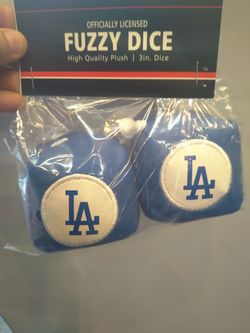 OFFICIALLY LICENSED
FUZZY DICE
High Quality Plush | 3in. Dice
LA
LA